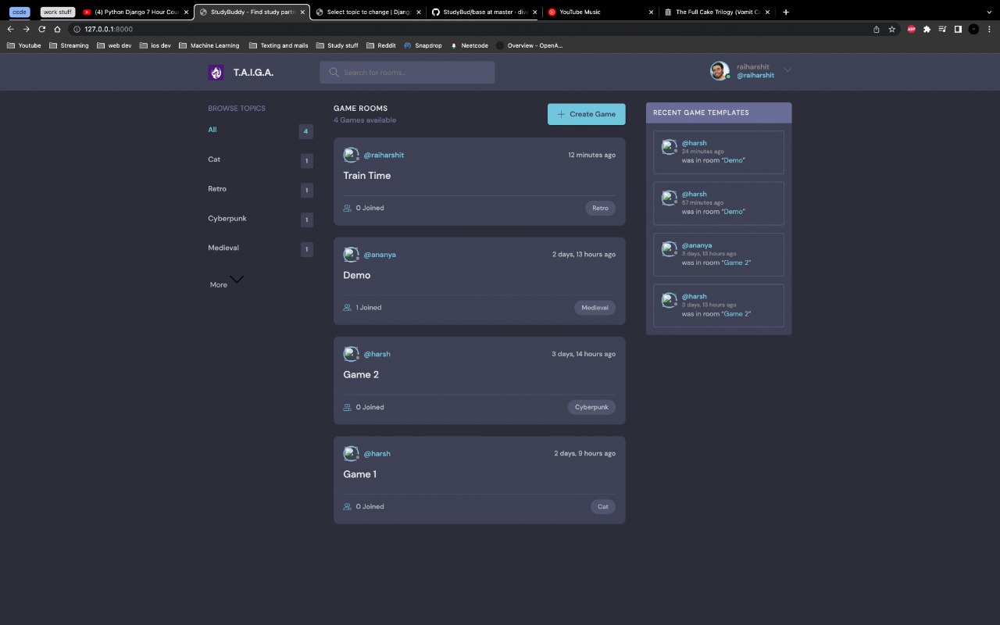 code
work stuff
(4) Python Django 7 Hour Cour
StudyBuddy - Find study partn
Select topic to change | Djang
StudyBud/base at master · diva
YouTube Music
The Full Cake Trilogy (Vomit Ca
127.0.0.1:8000
Youtube
Streaming
web dev
ios dev
Machine Learning
Texting and mails
Study stuff
Reddit
Snapdrop
Neetcode
Overview - OpenA...
T.A.I.G.A.
Search for rooms...
raiharshit
@raiharshit
BROWSE TOPICS
All
4
Cat
1
Retro
1
Cyberpunk
1
Medieval
1
More
GAME ROOMS
4 Games available
Create Game
@raiharshit
12 minutes ago
Train Time
0 Joined
Retro
@ananya
2 days, 13 hours ago
Demo
1 Joined
Medieval
@harsh
3 days, 14 hours ago
Game 2
0 Joined
Cyberpunk
@harsh
2 days, 9 hours ago
Game 1
0 Joined
Cat
RECENT GAME TEMPLATES
@harsh
24 minutes ago
was in room “Demo”
@harsh
57 minutes ago
was in room “Demo”
@ananya
3 days, 13 hours ago
was in room “Game 2”
@harsh
3 days, 13 hours ago
was in room “Game 2”